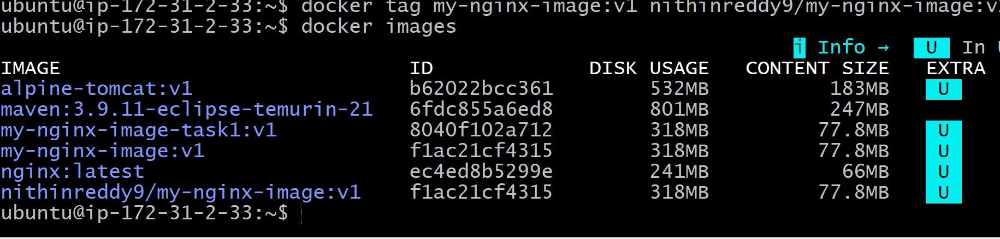 ubuntu@ip-172-31-2-33:~$ docker tag my-nginx-image:v1 nithinreddy9/my-nginx-image:v1
ubuntu@ip-172-31-2-33:~$ docker images
i Info → U In
IMAGE ID DISK USAGE CONTENT SIZE EXTRA
alpine-tomcat:v1 b62022bcc361 532MB 183MB U
maven:3.9.11-eclipse-temurin-21 6fdc855a6ed8 801MB 247MB
my-nginx-image-task1:v1 8040f102a712 318MB 77.8MB U
my-nginx-image:v1 f1ac21cf4315 318MB 77.8MB U
nginx:latest ec4ed8b5299e 241MB 66MB U
nithinreddy9/my-nginx-image:v1 f1ac21cf4315 318MB 77.8MB U
ubuntu@ip-172-31-2-33:~$